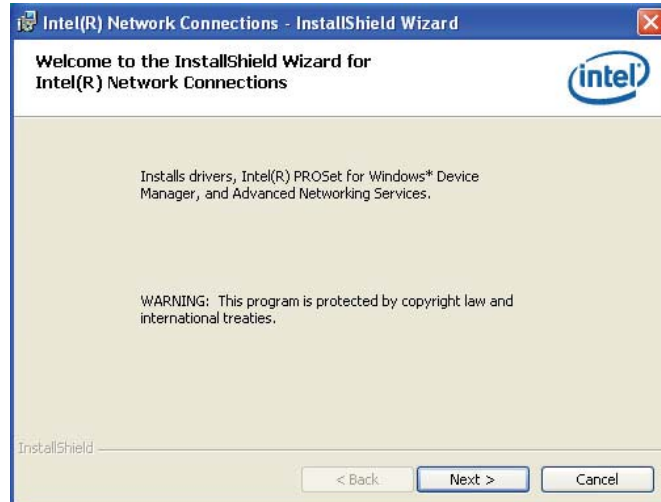 Intel(R) Network Connections - InstallShield Wizard
Welcome to the InstallShield Wizard for
Intel(R) Network Connections
intel
Installs drivers, Intel(R) PROSet for Windows* Device
Manager, and Advanced Networking Services.
WARNING: This program is protected by copyright law and
international treaties.
InstallShield
< Back
Next >
Cancel